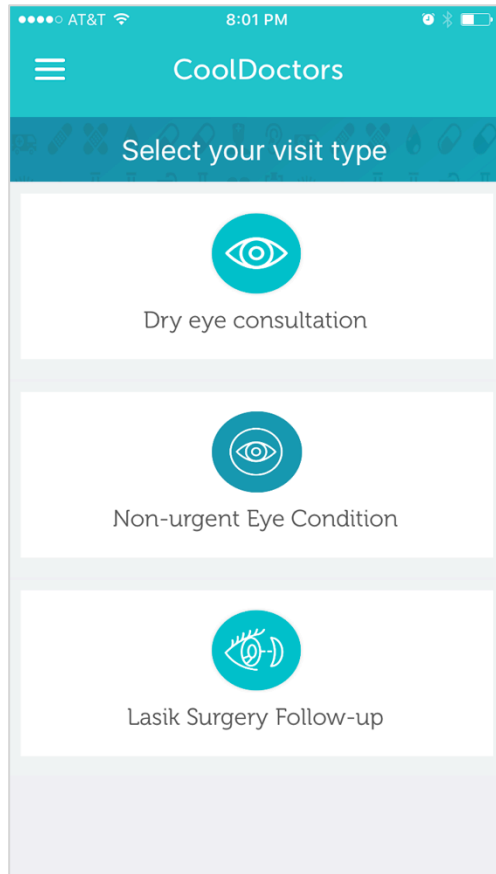 AT&T
8:01 PM
CoolDoctors
Select your visit type
Dry eye consultation
Non-urgent Eye Condition
Lasik Surgery Follow-up